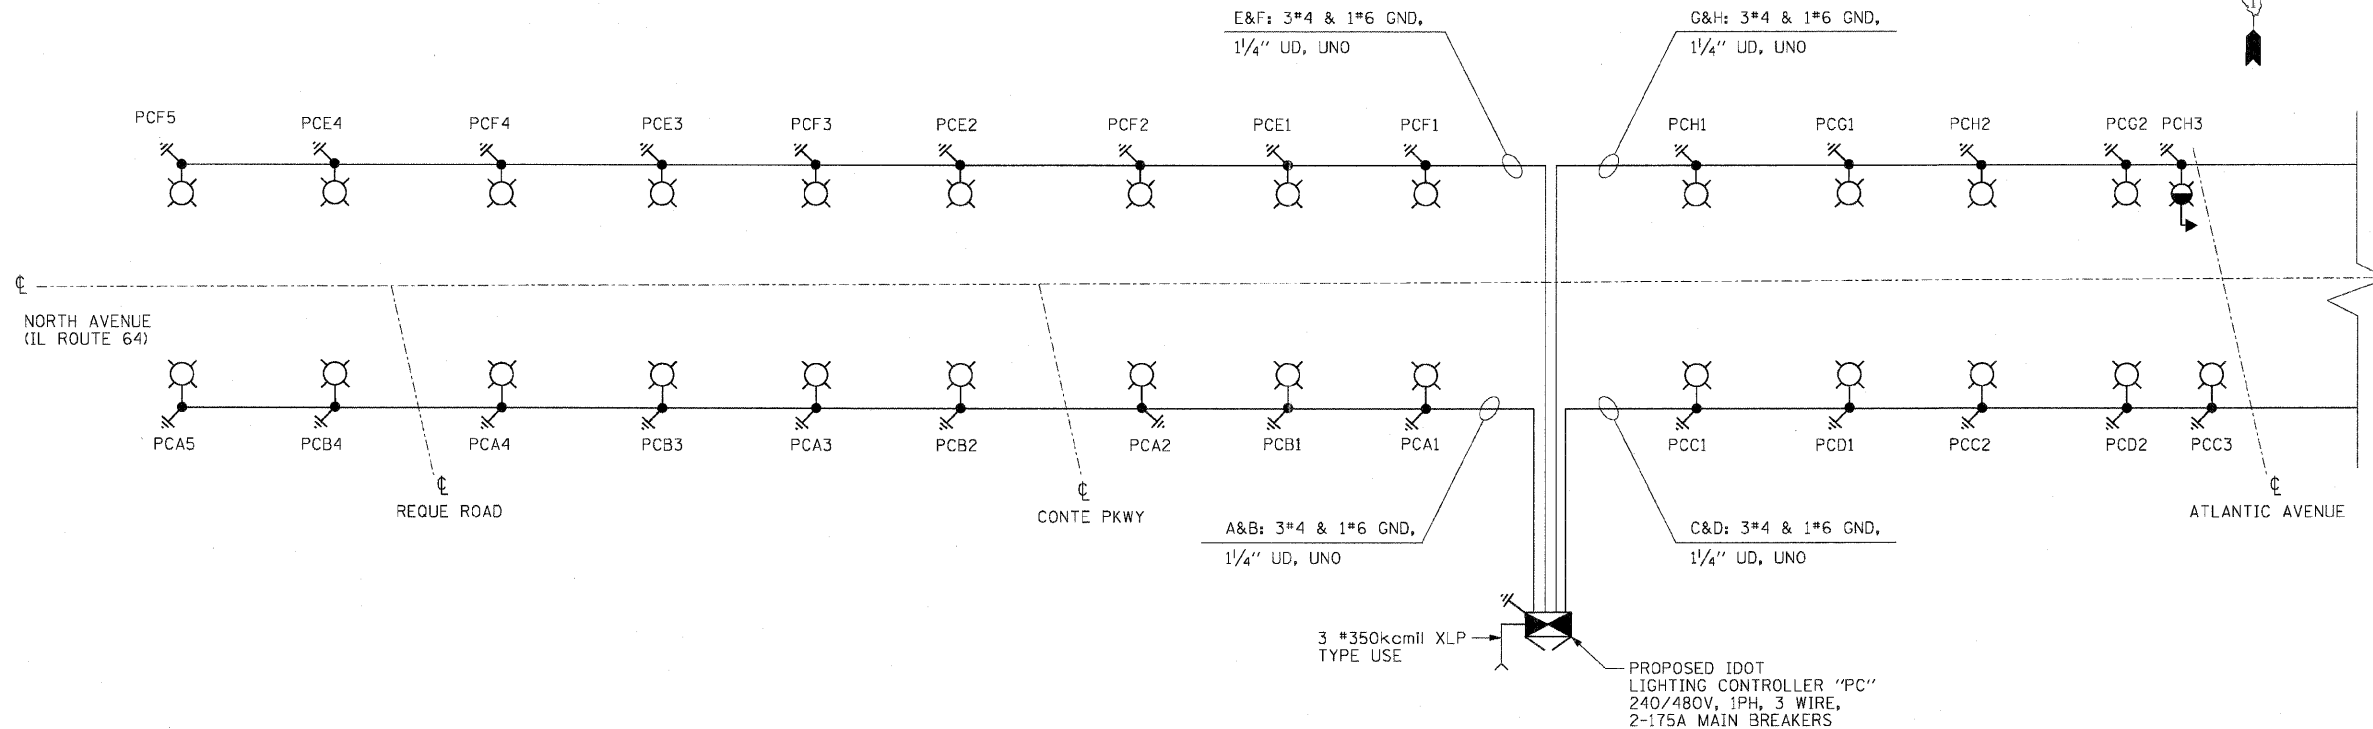 E&F: 3#4 & 1#6 GND,
1¼" UD, UNO
G&H: 3#4 & 1#6 GND,
1¼" UD, UNO
1
PCF5
PCE4
PCF4
PCE3
PCF3
PCE2
PCF2
PCE1
PCF1
PCH1
PCG1
PCH2
PCG2
PCH3
℄
NORTH AVENUE
(IL ROUTE 64)
PCA5
PCB4
PCA4
PCB3
PCA3
PCB2
PCA2
PCB1
PCA1
PCC1
PCD1
PCC2
PCD2
PCC3
℄
REQUE ROAD
℄
CONTE PKWY
℄
ATLANTIC AVENUE
A&B: 3#4 & 1#6 GND,
1¼" UD, UNO
C&D: 3#4 & 1#6 GND,
1¼" UD, UNO
3 #350kcmil XLP
TYPE USE
PROPOSED IDOT
LIGHTING CONTROLLER "PC"
240/480V, 1PH, 3 WIRE,
2-175A MAIN BREAKERS